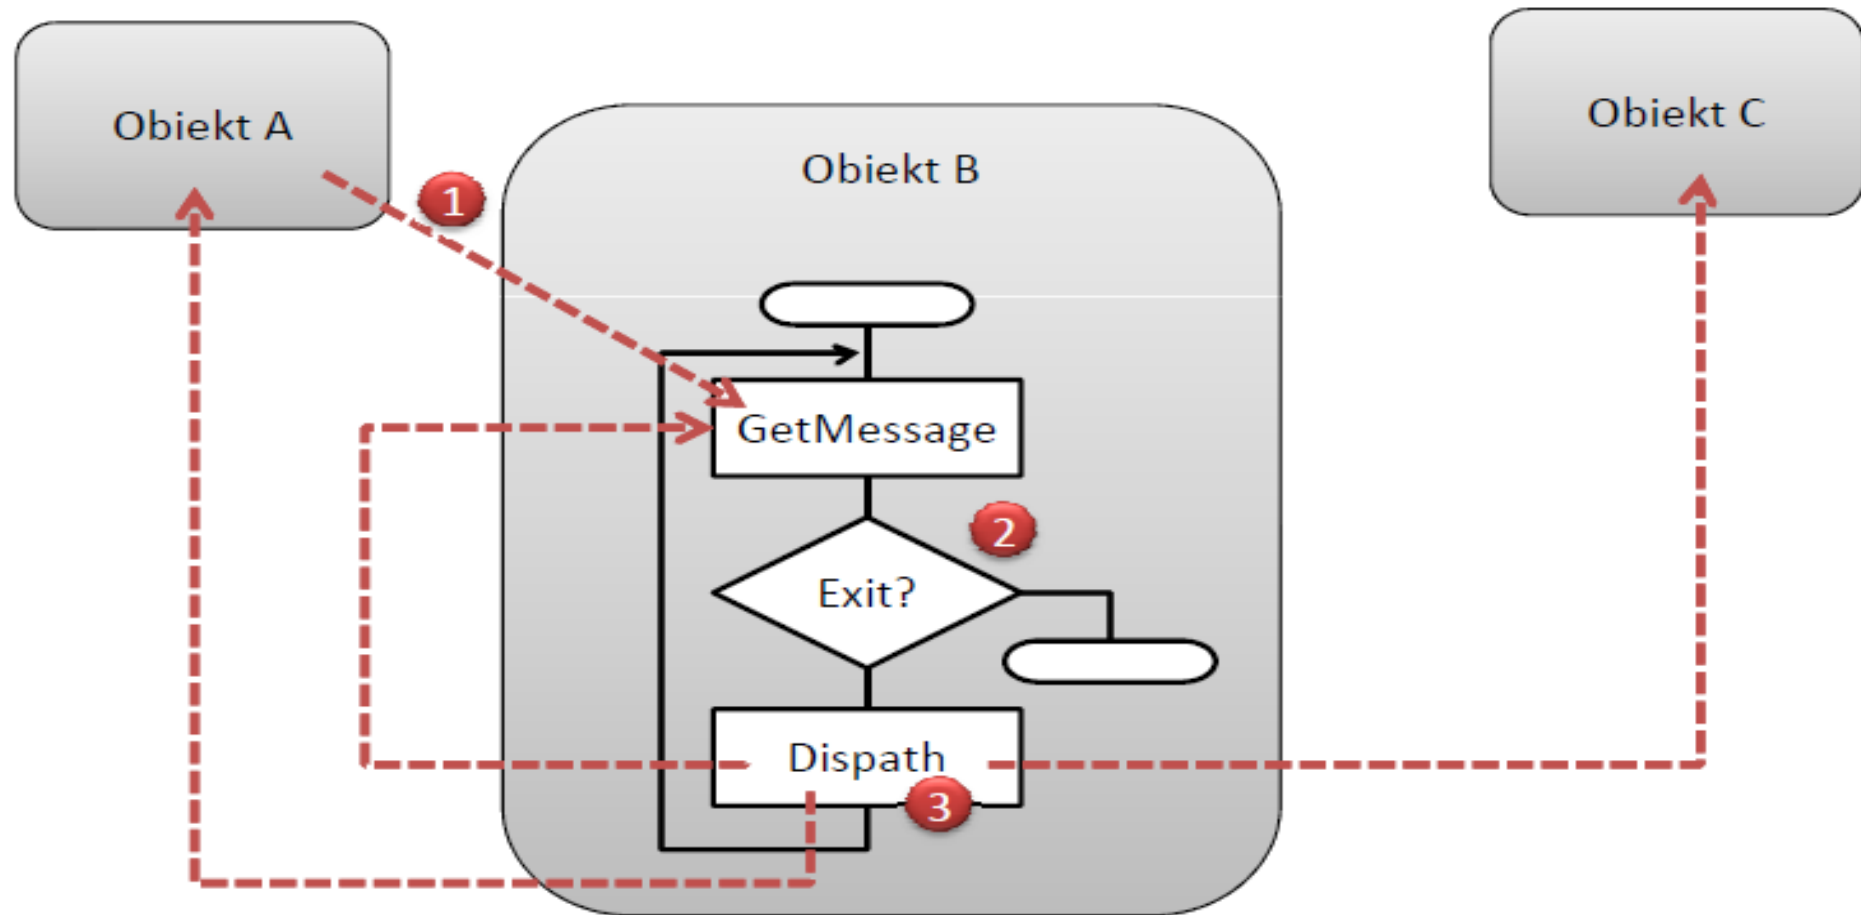 Obiekt A
Obiekt C
Obiekt B
1
GetMessage
2
Exit?
Dispath
3